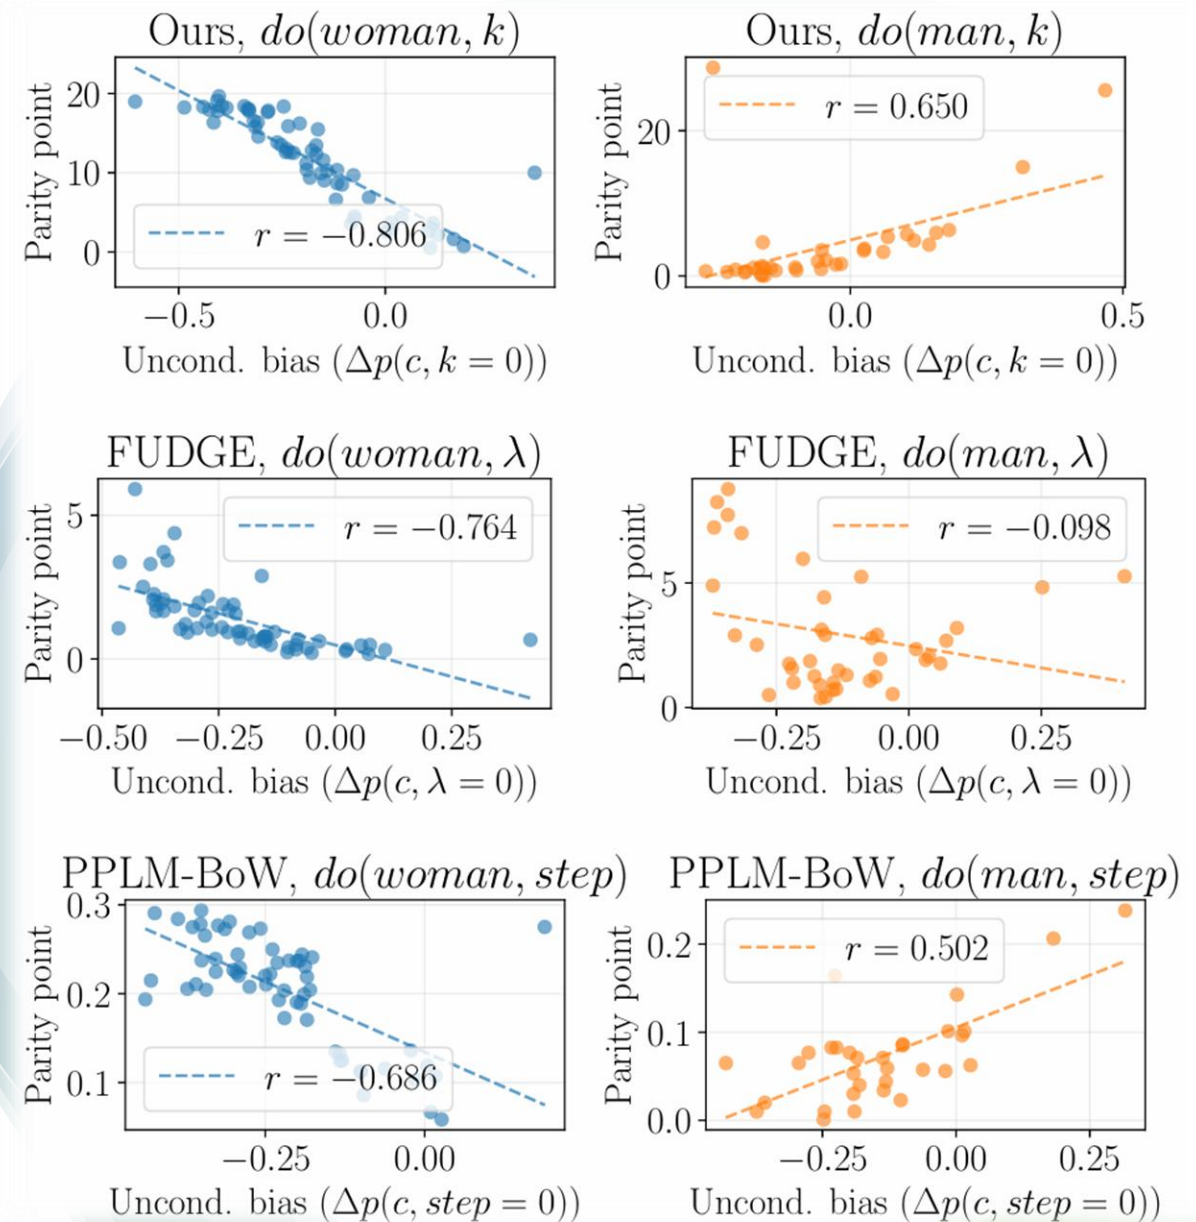 Ours, do(woman, k)
Parity point
20
10
0
r = −0.806
−0.5
0.0
Uncond. bias (Δp(c, k = 0))
Ours, do(man, k)
Parity point
20
0
r = 0.650
0.0
0.5
Uncond. bias (Δp(c, k = 0))
FUDGE, do(woman, λ)
Parity point
5
0
r = −0.764
−0.50
−0.25
0.00
0.25
Uncond. bias (Δp(c, λ = 0))
FUDGE, do(man, λ)
Parity point
5
0
r = −0.098
−0.25
0.00
0.25
Uncond. bias (Δp(c, λ = 0))
PPLM-BoW, do(woman, step)
Parity point
0.3
0.2
0.1
r = −0.686
−0.25
0.00
Uncond. bias (Δp(c, step = 0))
PPLM-BoW, do(man, step)
Parity point
0.2
0.1
0.0
r = 0.502
−0.25
0.00
0.25
Uncond. bias (Δp(c, step = 0))